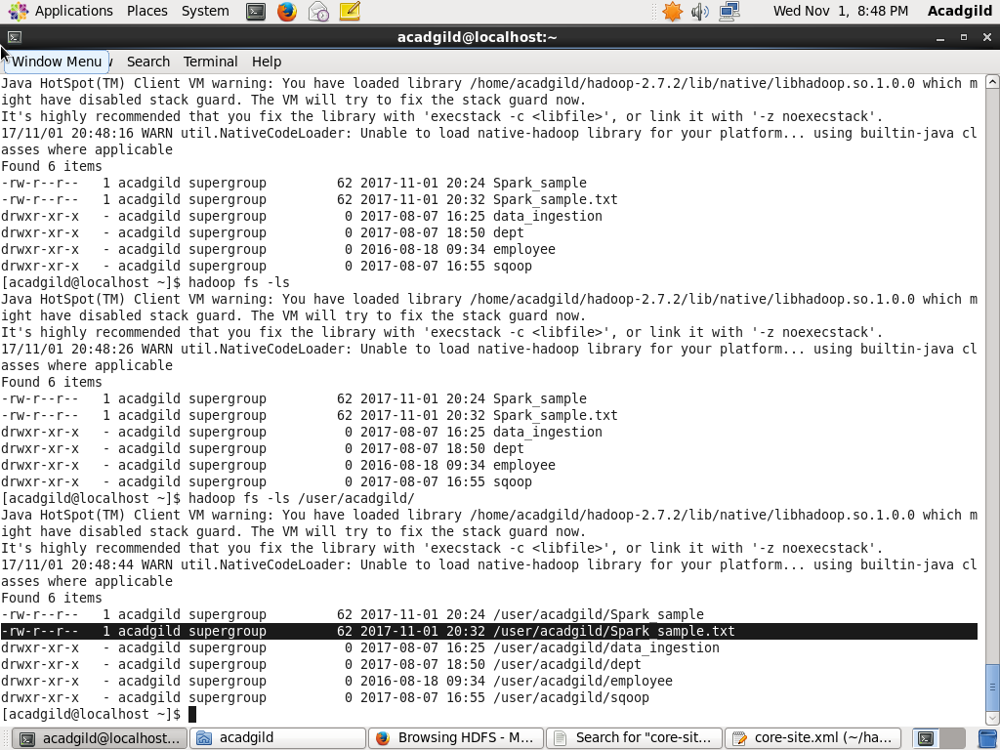 Applications Places System Wed Nov 1, 8:48 PM Acadgild
acadgild@localhost:~
Window Menu Search Terminal Help
Java HotSpot(TM) Client VM warning: You have loaded library /home/acadgild/hadoop-2.7.2/lib/native/libhadoop.so.1.0.0 which m
ight have disabled stack guard. The VM will try to fix the stack guard now.
It's highly recommended that you fix the library with 'execstack -c <libfile>', or link it with '-z noexecstack'.
17/11/01 20:48:16 WARN util.NativeCodeLoader: Unable to load native-hadoop library for your platform... using builtin-java cl
asses where applicable
Found 6 items
-rw-r--r--   1 acadgild supergroup         62 2017-11-01 20:24 Spark_sample
-rw-r--r--   1 acadgild supergroup         62 2017-11-01 20:32 Spark_sample.txt
drwxr-xr-x   - acadgild supergroup          0 2017-08-07 16:25 data_ingestion
drwxr-xr-x   - acadgild supergroup          0 2017-08-07 18:50 dept
drwxr-xr-x   - acadgild supergroup          0 2016-08-18 09:34 employee
drwxr-xr-x   - acadgild supergroup          0 2017-08-07 16:55 sqoop
[acadgild@localhost ~]$ hadoop fs -ls
Java HotSpot(TM) Client VM warning: You have loaded library /home/acadgild/hadoop-2.7.2/lib/native/libhadoop.so.1.0.0 which m
ight have disabled stack guard. The VM will try to fix the stack guard now.
It's highly recommended that you fix the library with 'execstack -c <libfile>', or link it with '-z noexecstack'.
17/11/01 20:48:26 WARN util.NativeCodeLoader: Unable to load native-hadoop library for your platform... using builtin-java cl
asses where applicable
Found 6 items
-rw-r--r--   1 acadgild supergroup         62 2017-11-01 20:24 Spark_sample
-rw-r--r--   1 acadgild supergroup         62 2017-11-01 20:32 Spark_sample.txt
drwxr-xr-x   - acadgild supergroup          0 2017-08-07 16:25 data_ingestion
drwxr-xr-x   - acadgild supergroup          0 2017-08-07 18:50 dept
drwxr-xr-x   - acadgild supergroup          0 2016-08-18 09:34 employee
drwxr-xr-x   - acadgild supergroup          0 2017-08-07 16:55 sqoop
[acadgild@localhost ~]$ hadoop fs -ls /user/acadgild/
Java HotSpot(TM) Client VM warning: You have loaded library /home/acadgild/hadoop-2.7.2/lib/native/libhadoop.so.1.0.0 which m
ight have disabled stack guard. The VM will try to fix the stack guard now.
It's highly recommended that you fix the library with 'execstack -c <libfile>', or link it with '-z noexecstack'.
17/11/01 20:48:44 WARN util.NativeCodeLoader: Unable to load native-hadoop library for your platform... using builtin-java cl
asses where applicable
Found 6 items
-rw-r--r--   1 acadgild supergroup         62 2017-11-01 20:24 /user/acadgild/Spark_sample
-rw-r--r--   1 acadgild supergroup         62 2017-11-01 20:32 /user/acadgild/Spark_sample.txt
drwxr-xr-x   - acadgild supergroup          0 2017-08-07 16:25 /user/acadgild/data_ingestion
drwxr-xr-x   - acadgild supergroup          0 2017-08-07 18:50 /user/acadgild/dept
drwxr-xr-x   - acadgild supergroup          0 2016-08-18 09:34 /user/acadgild/employee
drwxr-xr-x   - acadgild supergroup          0 2017-08-07 16:55 /user/acadgild/sqoop
[acadgild@localhost ~]$
acadgild@localhost:... acadgild Browsing HDFS - M... Search for "core-sit... core-site.xml (~/ha...